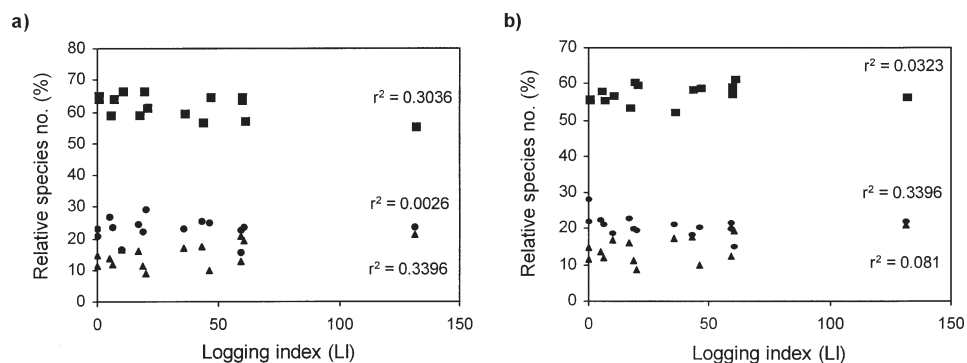 a)
Relative species no. (%)
80
70
60
50
40
30
20
10
0
r² = 0.3036
r² = 0.0026
r² = 0.3396
0 50 100 150
Logging index (LI)
b)
Relative species no. (%)
70
60
50
40
30
20
10
0
r² = 0.0323
r² = 0.3396
r² = 0.081
0 50 100 150
Logging index (LI)